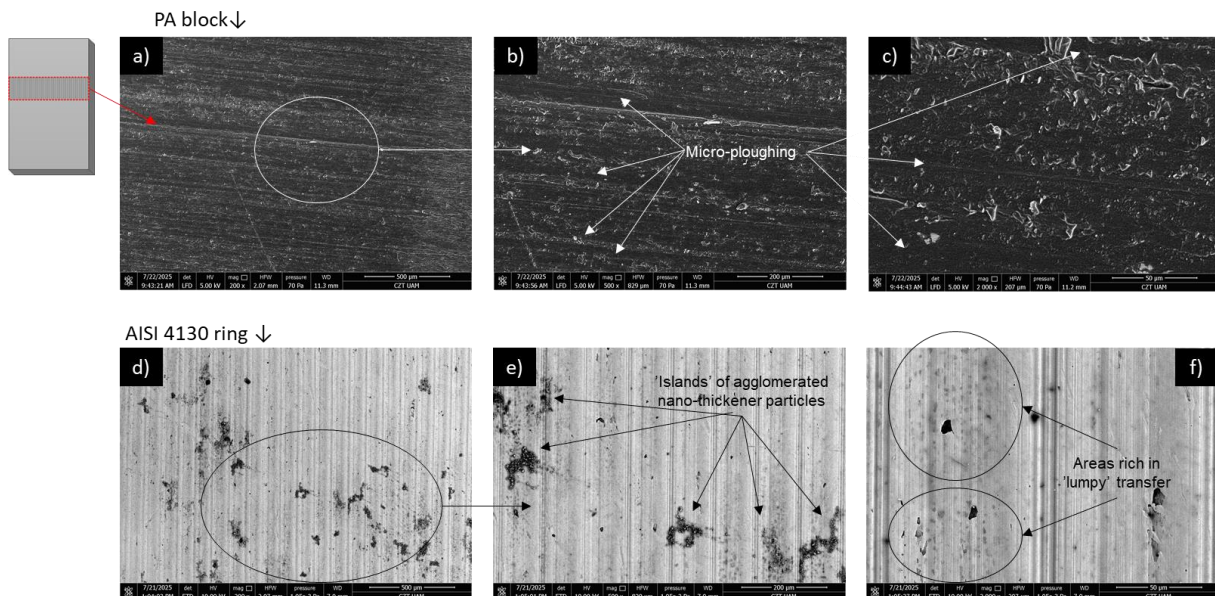 PA block↓
a)
b)
c)
Micro-ploughing
7/22/2025 det HV mag HFW pressure WD 500 µm
9:43:21 AM LFD 5.00 kV 200 x 2.07 mm 70 Pa 11.3 mm CZT UAM
7/22/2025 det HV mag HFW pressure WD 200 µm
9:43:56 AM LFD 5.00 kV 500 x 829 µm 70 Pa 11.3 mm CZT UAM
7/22/2025 det HV mag HFW pressure WD 50 µm
9:44:43 AM LFD 5.00 kV 2 000 x 207 µm 70 Pa 11.2 mm CZT UAM
AISI 4130 ring ↓
d)
e)
f)
'Islands' of agglomerated
nano-thickener particles
Areas rich in
'lumpy' transfer
7/21/2025 det HV mag HFW pressure WD 500 µm
7/21/2025 det HV mag HFW pressure WD 200 µm
7/21/2025 det HV mag HFW pressure WD 50 µm